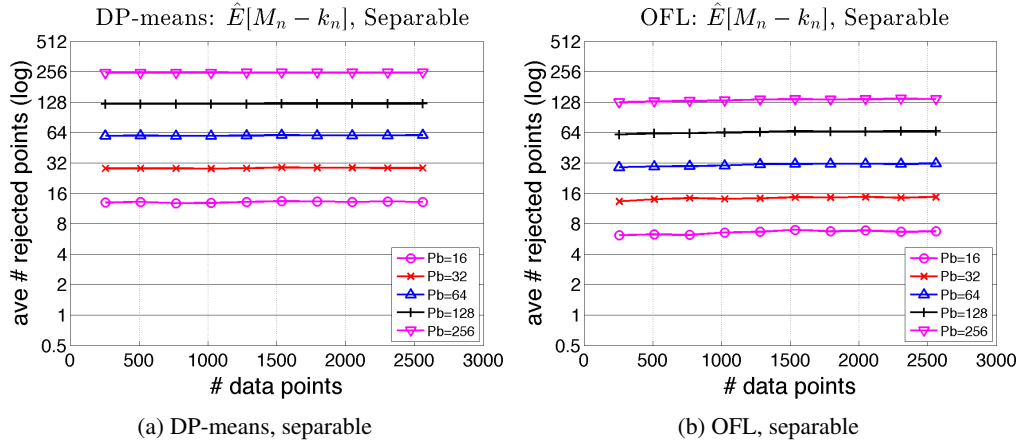 DP-means: Ê[Mₙ − kₙ], Separable
512
256
128
64
32
16
8
4
2
1
0.5
ave # rejected points (log)
0 500 1000 1500 2000 2500 3000
# data points
Pb=16
Pb=32
Pb=64
Pb=128
Pb=256
(a) DP-means, separable
OFL: Ê[Mₙ − kₙ], Separable
512
256
128
64
32
16
8
4
2
1
0.5
ave # rejected points (log)
0 500 1000 1500 2000 2500 3000
# data points
Pb=16
Pb=32
Pb=64
Pb=128
Pb=256
(b) OFL, separable